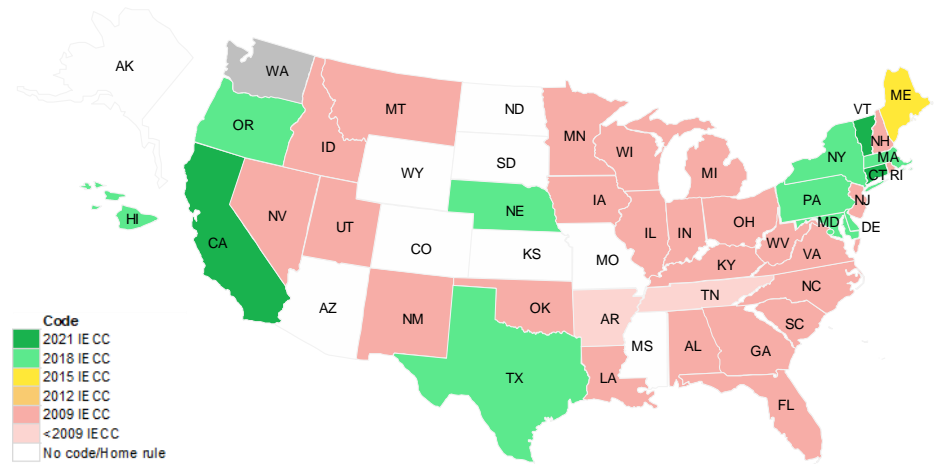 AK
WA
ME
MT
ND
VT
OR
MN
NH
ID
SD
WI
NY
MA
WY
MI
CT RI
IA
PA
NJ
NE
HI
NV
UT
OH
MD
DE
CA
CO
IL
IN
WV
KS
MO
VA
KY
NC
TN
AZ
NM
OK
AR
SC
MS
AL
GA
TX
LA
FL
Code
2021 IECC
2018 IECC
2015 IECC
2012 IECC
2009 IECC
<2009 IECC
No code/Home rule